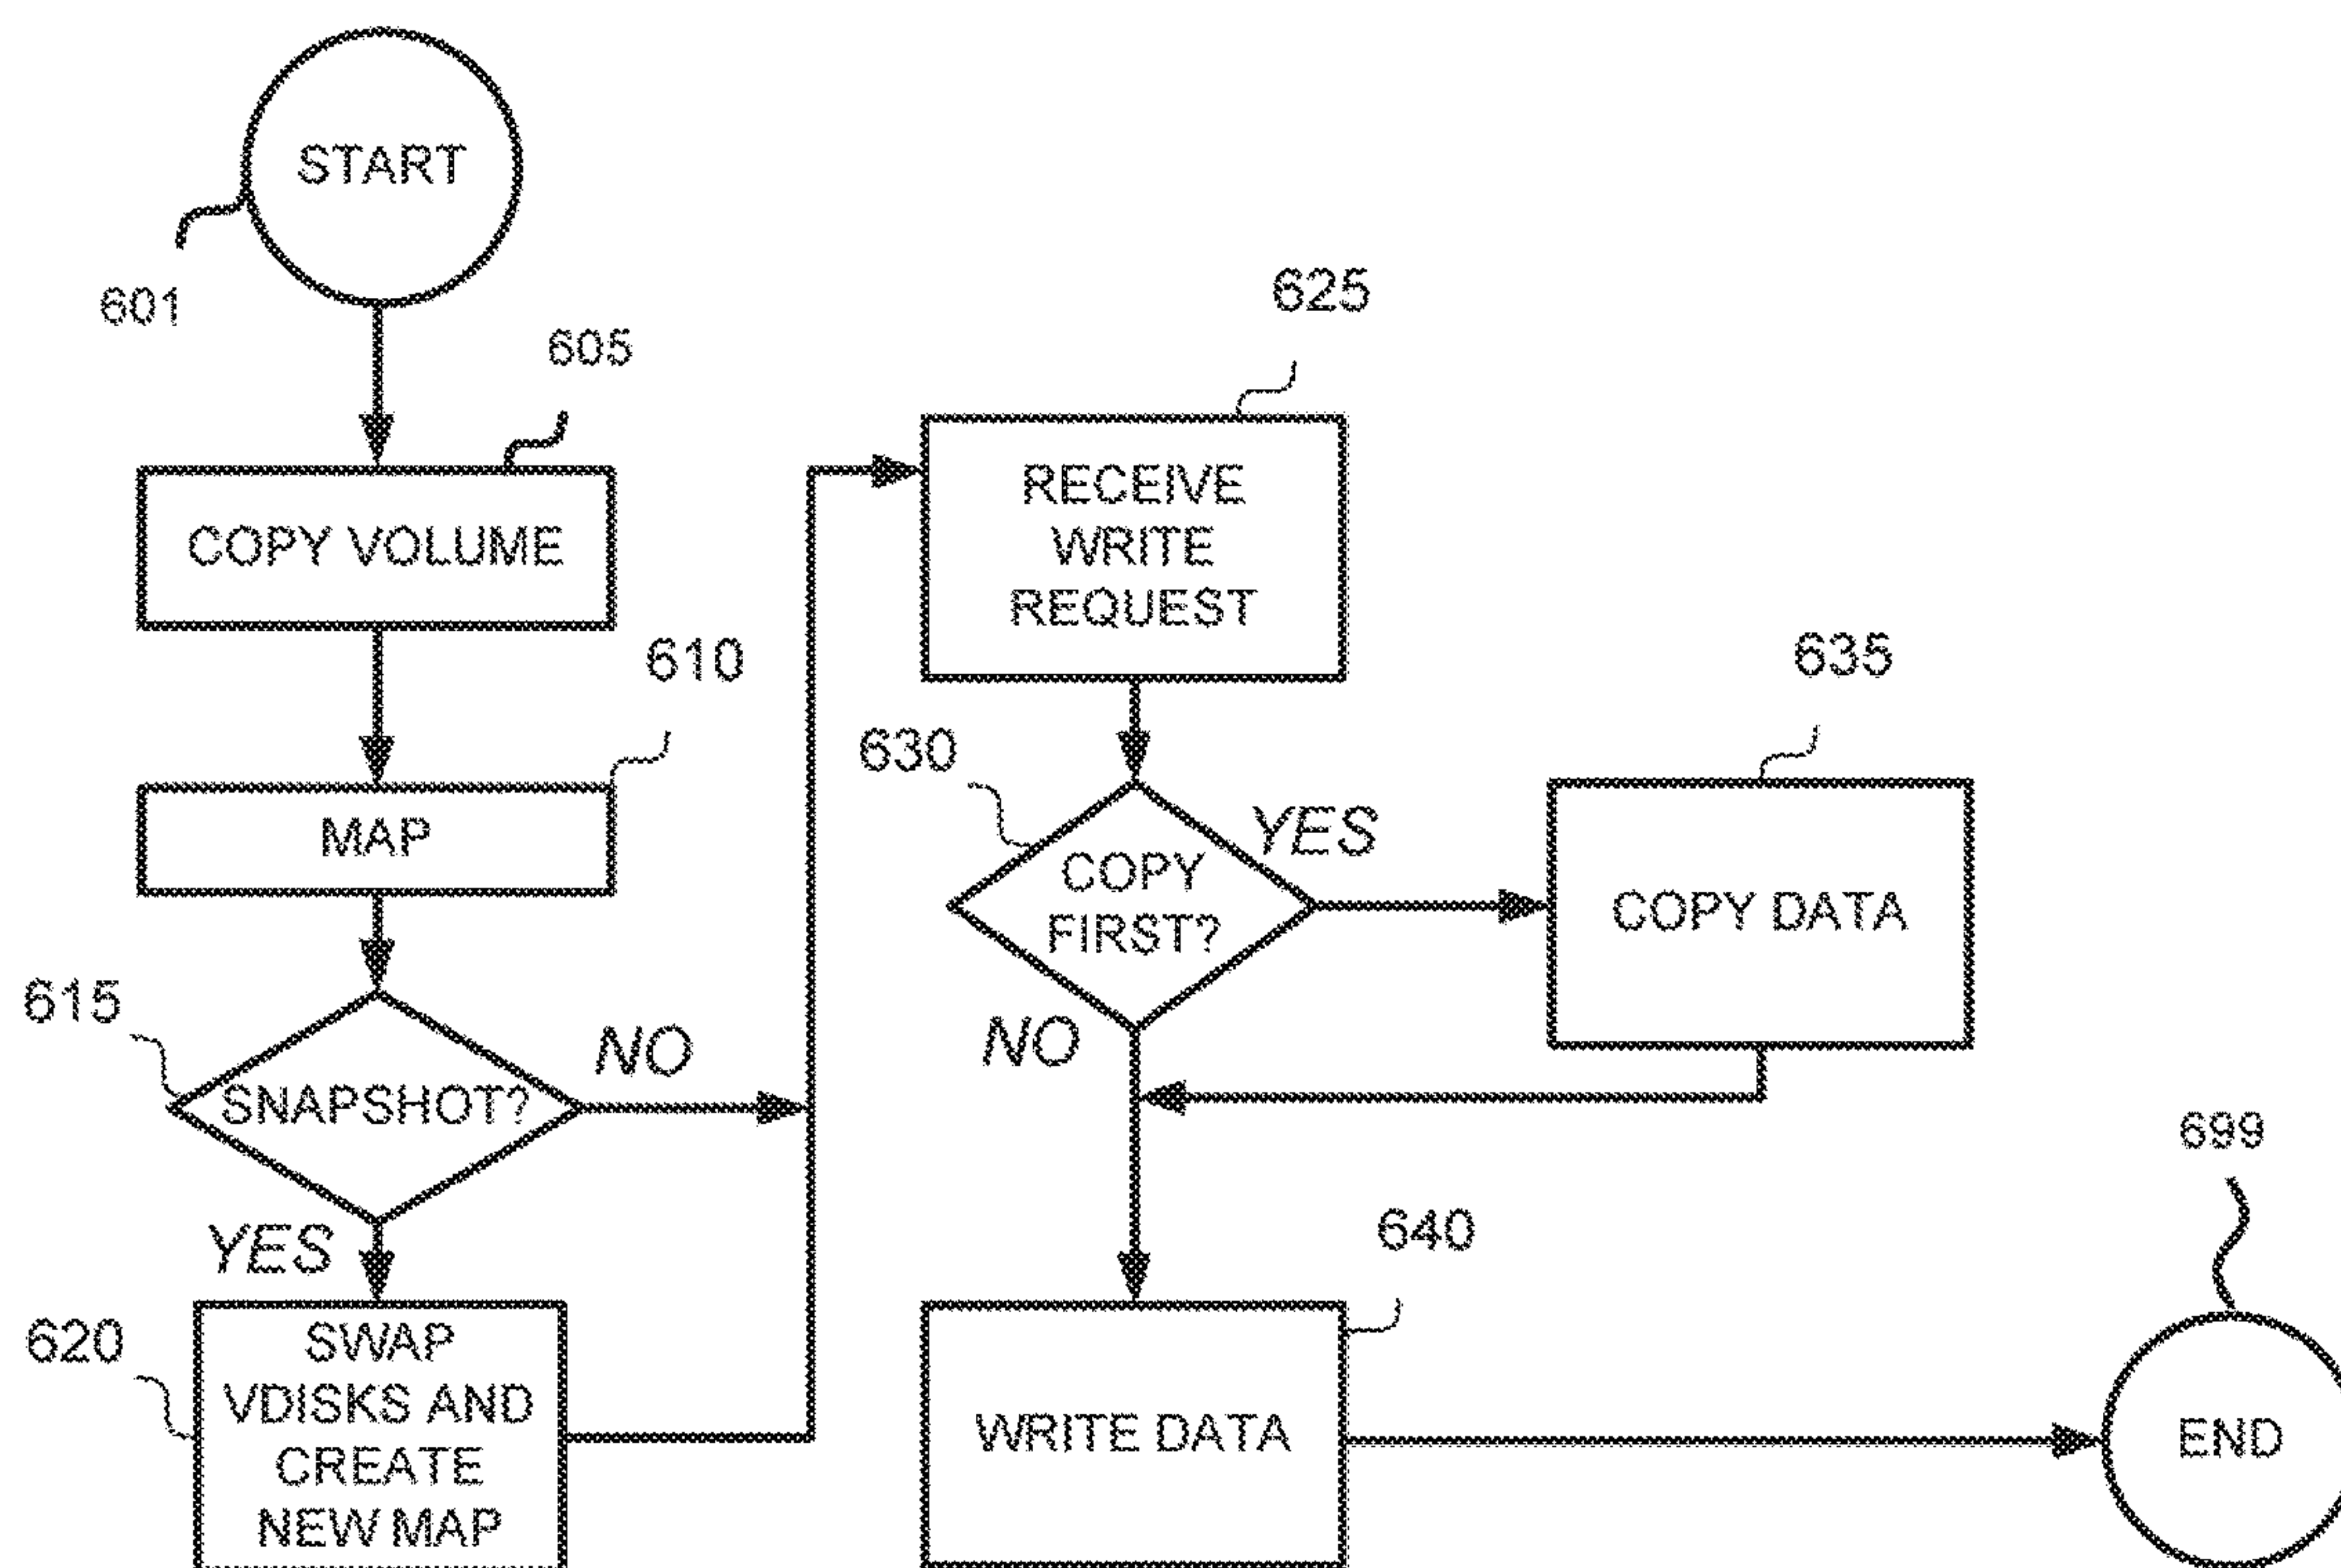 START
601
605
COPY VOLUME
610
MAP
615
SNAPSHOT?
NO
YES
620
SWAP
VDISKS AND
CREATE
NEW MAP
625
RECEIVE
WRITE
REQUEST
630
COPY
FIRST?
YES
NO
635
COPY DATA
640
WRITE DATA
699
END